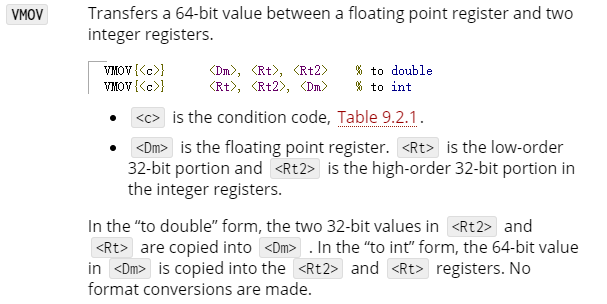 VMOV Transfers a 64-bit value between a floating point register and two
integer registers.
VMOV{<c>} <Dm>, <Rt>, <Rt2> % to double
VMOV{<c>} <Rt>, <Rt2>, <Dm> % to int
• <c> is the condition code, Table 9.2.1.
• <Dm> is the floating point register. <Rt> is the low-order
32-bit portion and <Rt2> is the high-order 32-bit portion in
the integer registers.
In the “to double” form, the two 32-bit values in <Rt2> and
<Rt> are copied into <Dm> . In the “to int” form, the 64-bit value
in <Dm> is copied into the <Rt2> and <Rt> registers. No
format conversions are made.